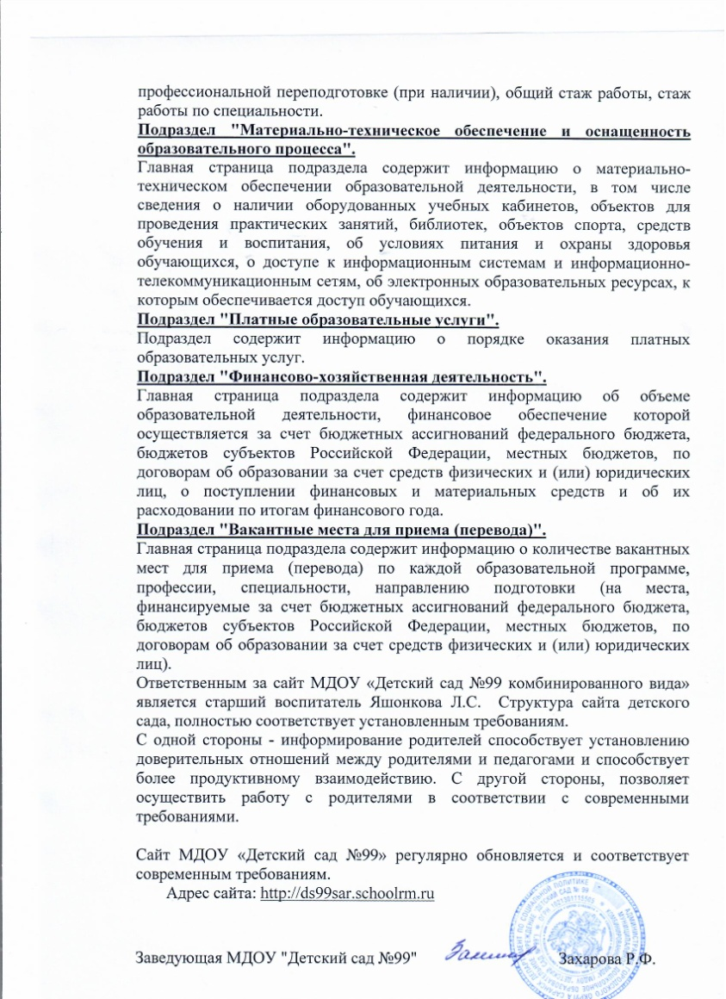 профессиональной переподготовке (при наличии), общий стаж работы, стаж
работы по специальности.
Подраздел "Материально-техническое обеспечение и оснащенность
образовательного процесса".
Главная страница подраздела содержит информацию о материально-
техническом обеспечении образовательной деятельности, в том числе
сведения о наличии оборудованных учебных кабинетов, объектов для
проведения практических занятий, библиотек, объектов спорта, средств
обучения и воспитания, об условиях питания и охраны здоровья
обучающихся, о доступе к информационным системам и информационно-
телекоммуникационным сетям, об электронных образовательных ресурсах, к
которым обеспечивается доступ обучающихся.
Подраздел "Платные образовательные услуги".
Подраздел содержит информацию о порядке оказания платных
образовательных услуг.
Подраздел "Финансово-хозяйственная деятельность".
Главная страница подраздела содержит информацию об объеме
образовательной деятельности, финансовое обеспечение которой
осуществляется за счет бюджетных ассигнований федерального бюджета,
бюджетов субъектов Российской Федерации, местных бюджетов, по
договорам об образовании за счет средств физических и (или) юридических
лиц, о поступлении финансовых и материальных средств и об их
расходовании по итогам финансового года.
Подраздел "Вакантные места для приема (перевода)".
Главная страница подраздела содержит информацию о количестве вакантных
мест для приема (перевода) по каждой образовательной программе,
профессии, специальности, направлению подготовки (на места,
финансируемые за счет бюджетных ассигнований федерального бюджета,
бюджетов субъектов Российской Федерации, местных бюджетов, по
договорам об образовании за счет средств физических и (или) юридических
лиц).
Ответственным за сайт МДОУ «Детский сад №99 комбинированного вида»
является старший воспитатель Яшонкова Л.С. Структура сайта детского
сада, полностью соответствует установленным требованиям.
С одной стороны - информирование родителей способствует установлению
доверительных отношений между родителями и педагогами и способствует
более продуктивному взаимодействию. С другой стороны, позволяет
осуществить работу с родителями в соответствии с современными
требованиями.
Сайт МДОУ «Детский сад №99» регулярно обновляется и соответствует
современным требованиям.
Адрес сайта: http://ds99sar.schoolrm.ru
Заведующая МДОУ "Детский сад №99" Захарова Р.Ф.